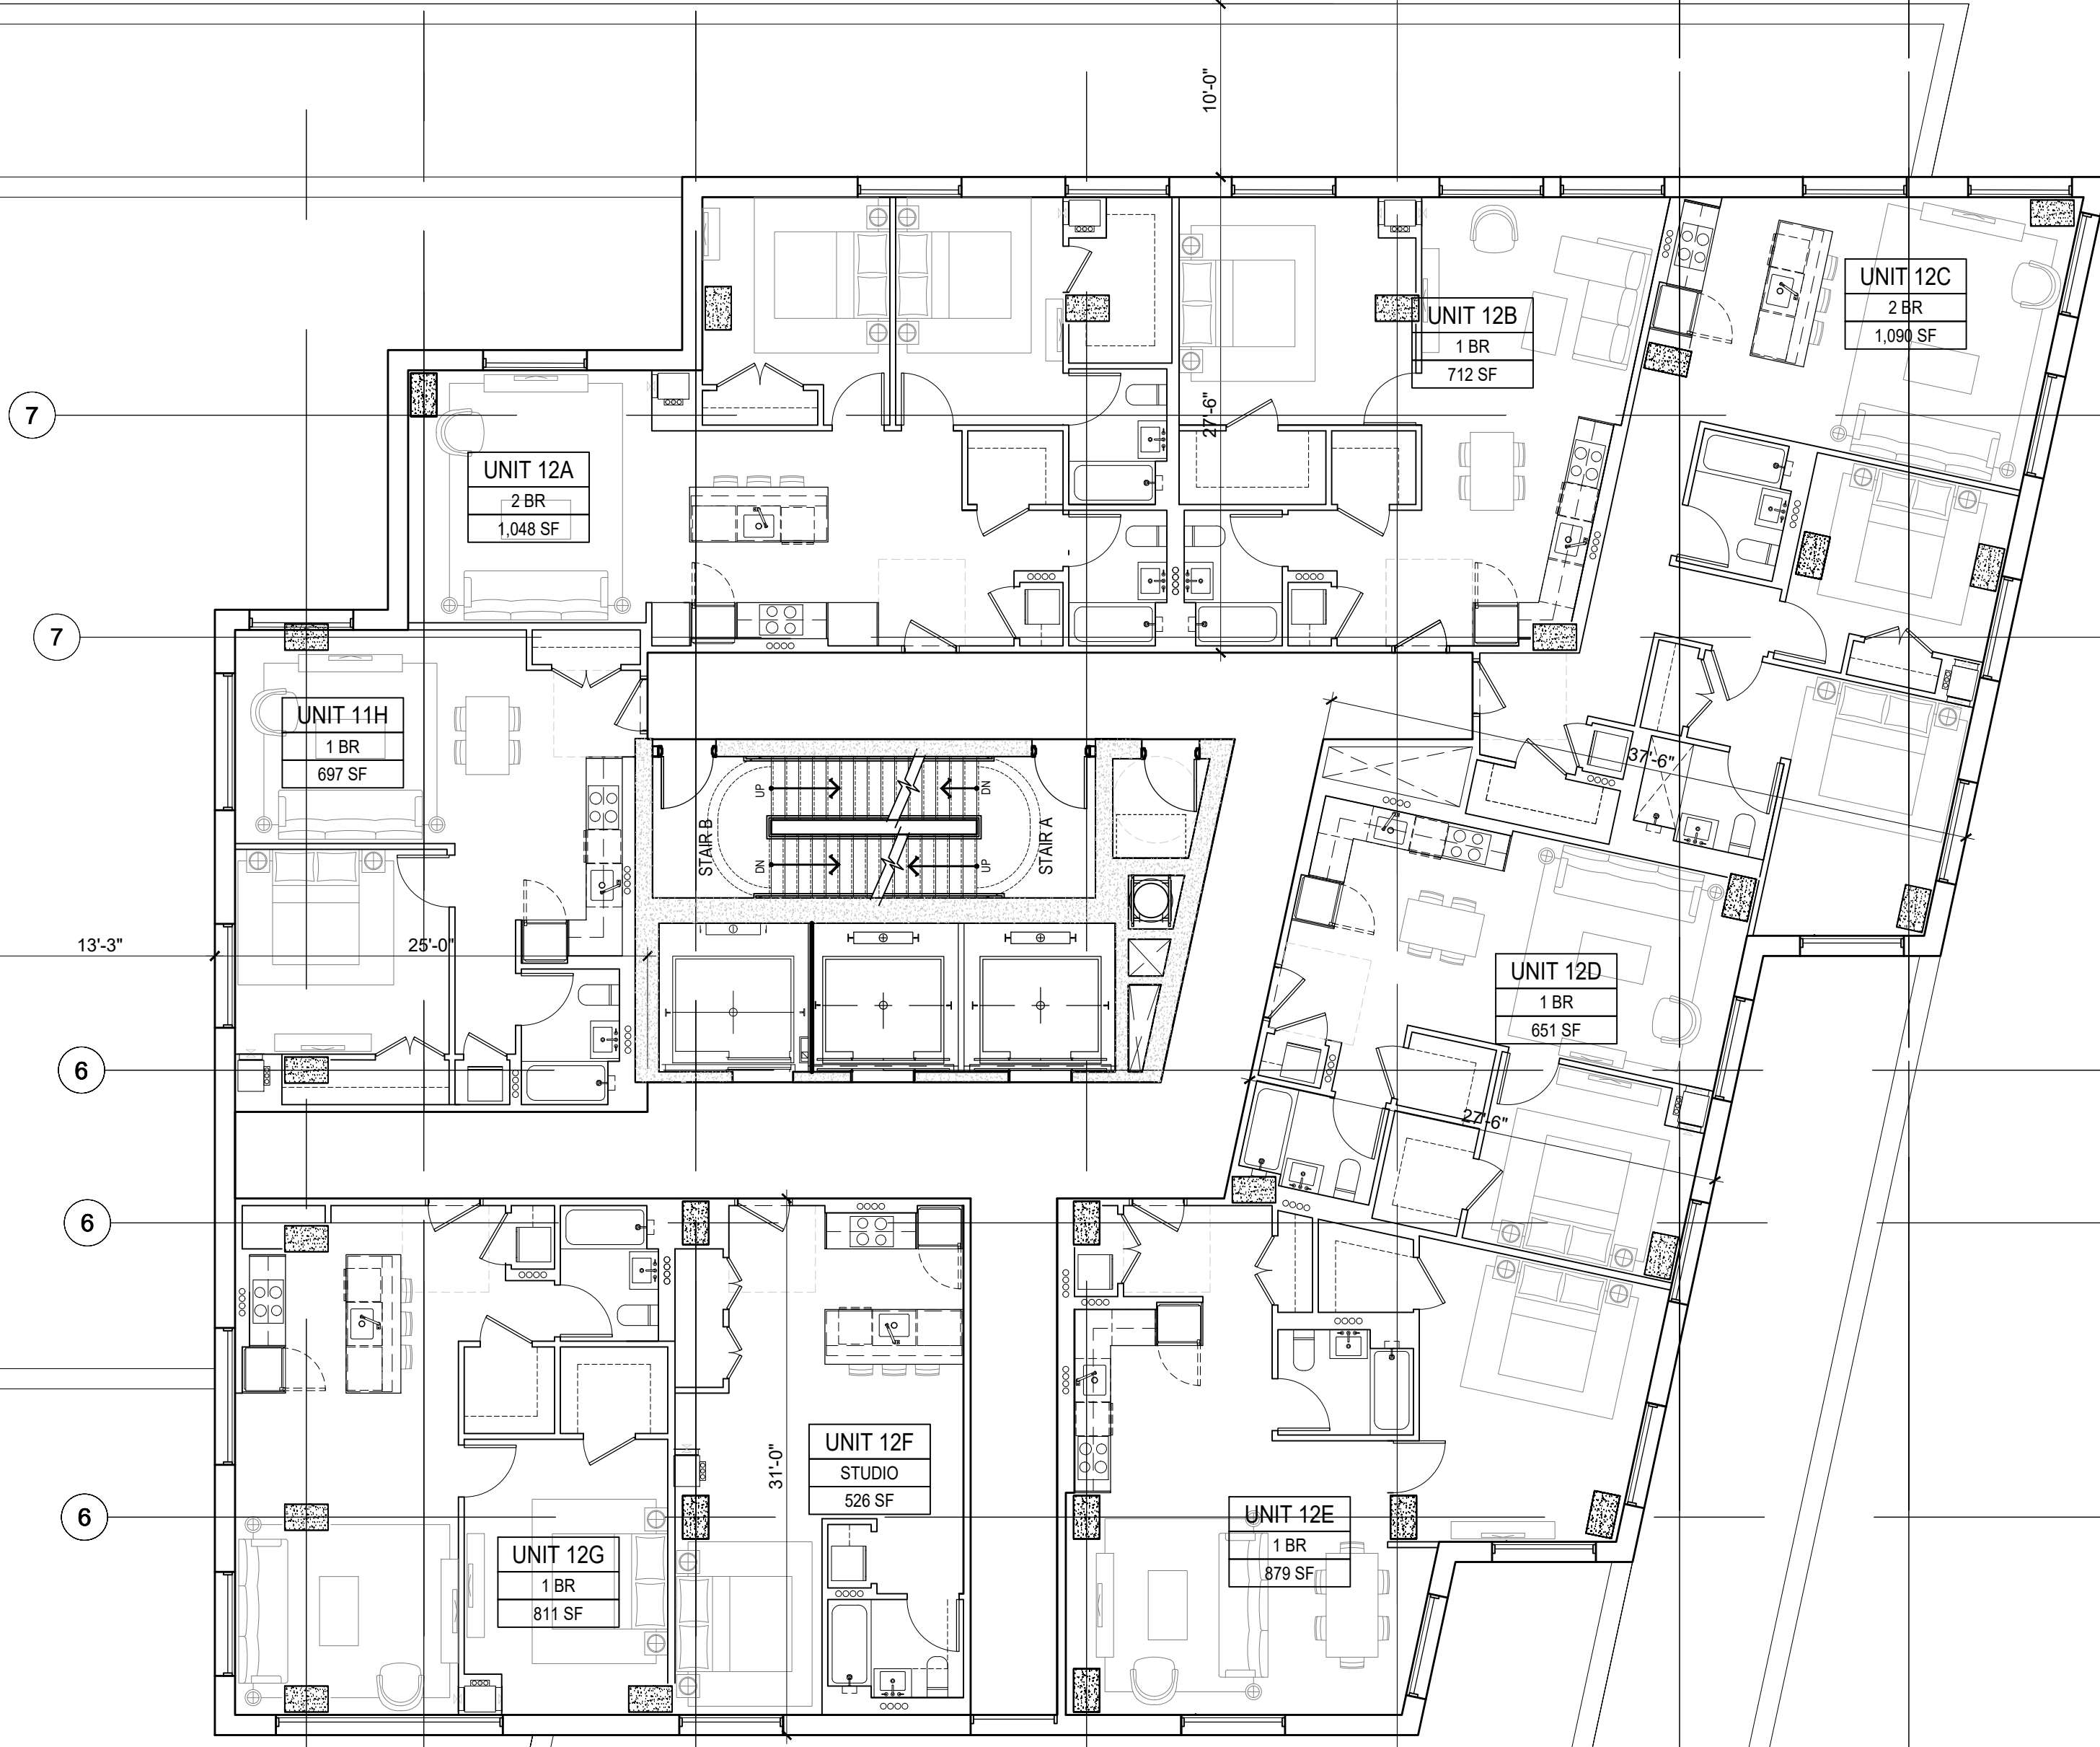 10'-0"
UNIT 12C
2 BR
1,090 SF
UNIT 12B
1 BR
712 SF
27'-6"
7
UNIT 12A
2 BR
1,048 SF
7
UNIT 11H
1 BR
697 SF
37'-6"
UP
DN
STAIR B
STAIR A
DN
UP
13'-3"
25'-0"
UNIT 12D
1 BR
651 SF
6
27'-6"
6
31'-0"
UNIT 12F
STUDIO
526 SF
6
UNIT 12E
1 BR
879 SF
UNIT 12G
1 BR
811 SF